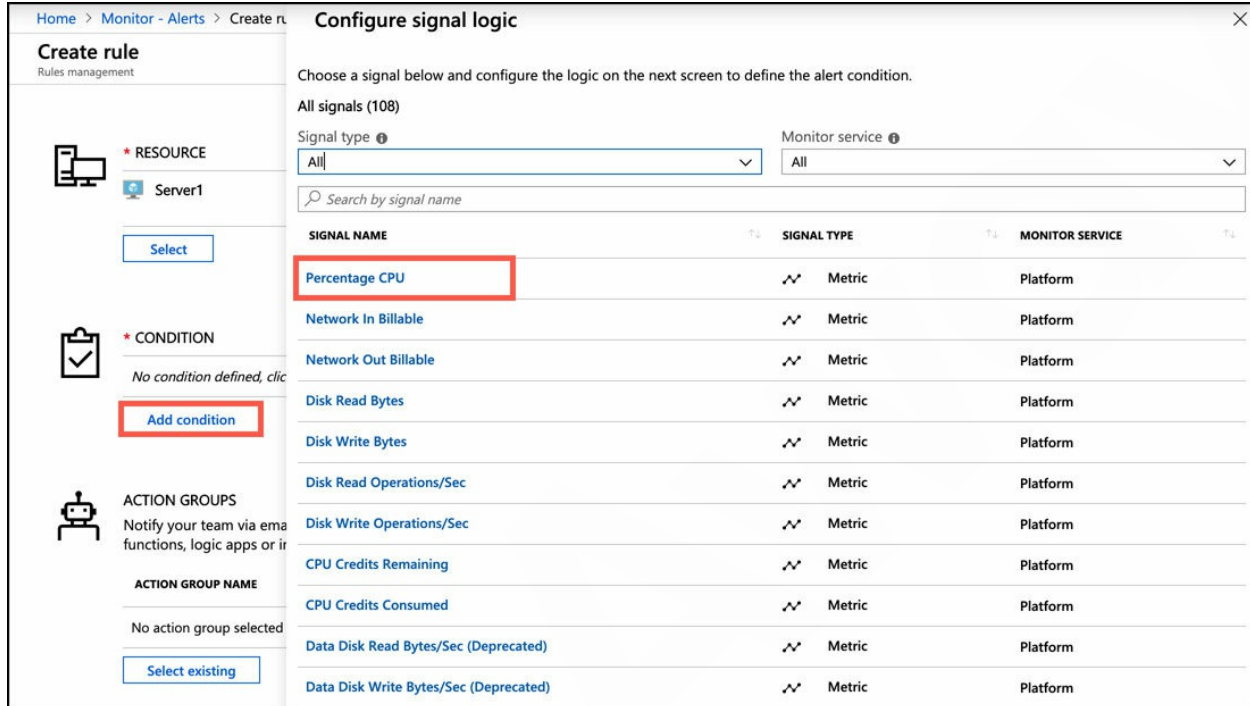 Home > Monitor - Alerts > Create ru
Create rule
Rules management
* RESOURCE
Server1
Select
* CONDITION
No condition defined, clic
Add condition
ACTION GROUPS
Notify your team via ema
functions, logic apps or in
ACTION GROUP NAME
No action group selected
Select existing
Configure signal logic
Choose a signal below and configure the logic on the next screen to define the alert condition.
All signals (108)
Signal type
All
Monitor service
All
Search by signal name
SIGNAL NAME SIGNAL TYPE MONITOR SERVICE
Percentage CPU Metric Platform
Network In Billable Metric Platform
Network Out Billable Metric Platform
Disk Read Bytes Metric Platform
Disk Write Bytes Metric Platform
Disk Read Operations/Sec Metric Platform
Disk Write Operations/Sec Metric Platform
CPU Credits Remaining Metric Platform
CPU Credits Consumed Metric Platform
Data Disk Read Bytes/Sec (Deprecated) Metric Platform
Data Disk Write Bytes/Sec (Deprecated) Metric Platform